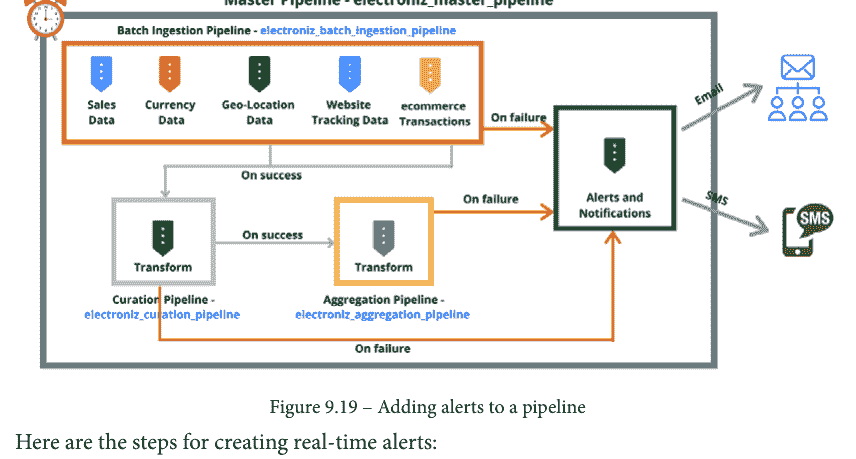 Master Pipeline - electroniz_master_pipeline
Batch Ingestion Pipeline - electroniz_batch_ingestion_pipeline
Sales
Data
Currency
Data
Geo-Location
Data
Website
Tracking Data
ecommerce
Transactions
On failure
Email
On success
Alerts and
Notifications
SMS
SMS
On failure
On success
Transform
Transform
Curation Pipeline -
electroniz_curation_pipeline
Aggregation Pipeline -
electroniz_aggregation_pipeline
On failure
Figure 9.19 – Adding alerts to a pipeline
Here are the steps for creating real-time alerts: